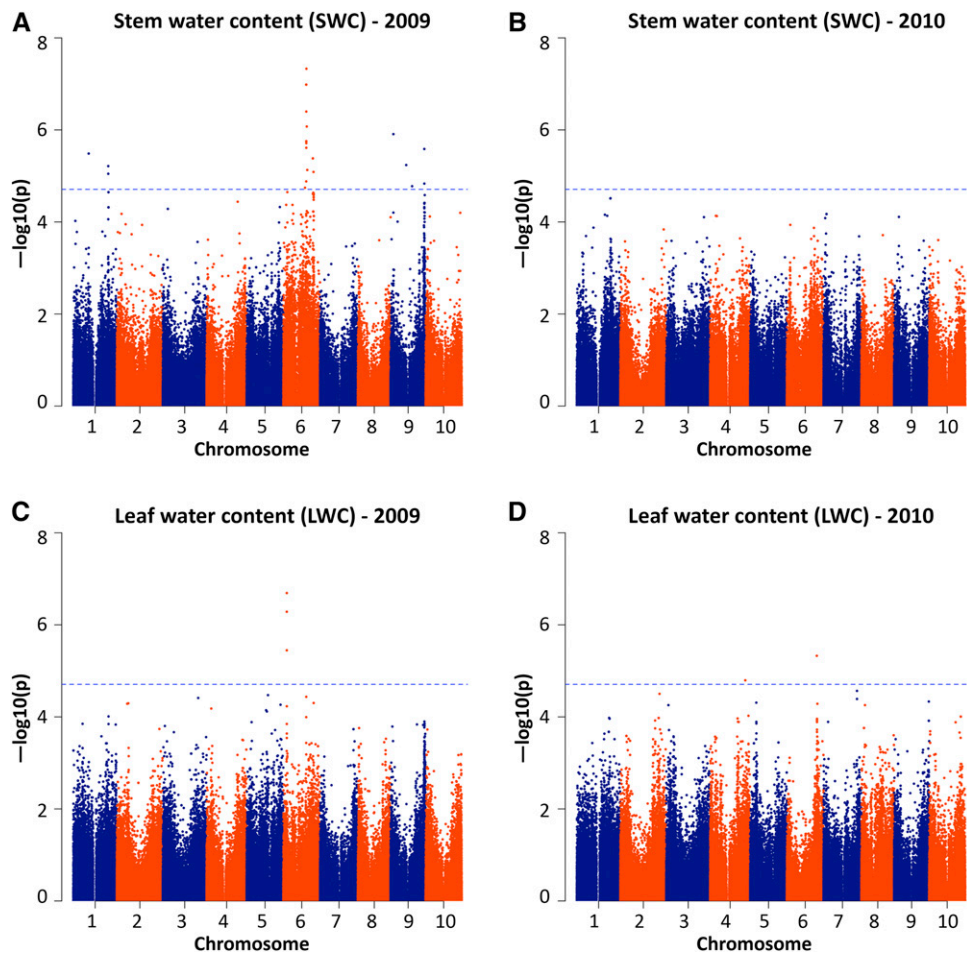 A
Stem water content (SWC) - 2009
8
6
4
2
0
—log10(p)
1 2 3 4 5 6 7 8 9 10
Chromosome
B
Stem water content (SWC) - 2010
8
6
4
2
0
—log10(p)
1 2 3 4 5 6 7 8 9 10
Chromosome
C
Leaf water content (LWC) - 2009
8
6
4
2
0
—log10(p)
1 2 3 4 5 6 7 8 9 10
Chromosome
D
Leaf water content (LWC) - 2010
8
6
4
2
0
—log10(p)
1 2 3 4 5 6 7 8 9 10
Chromosome